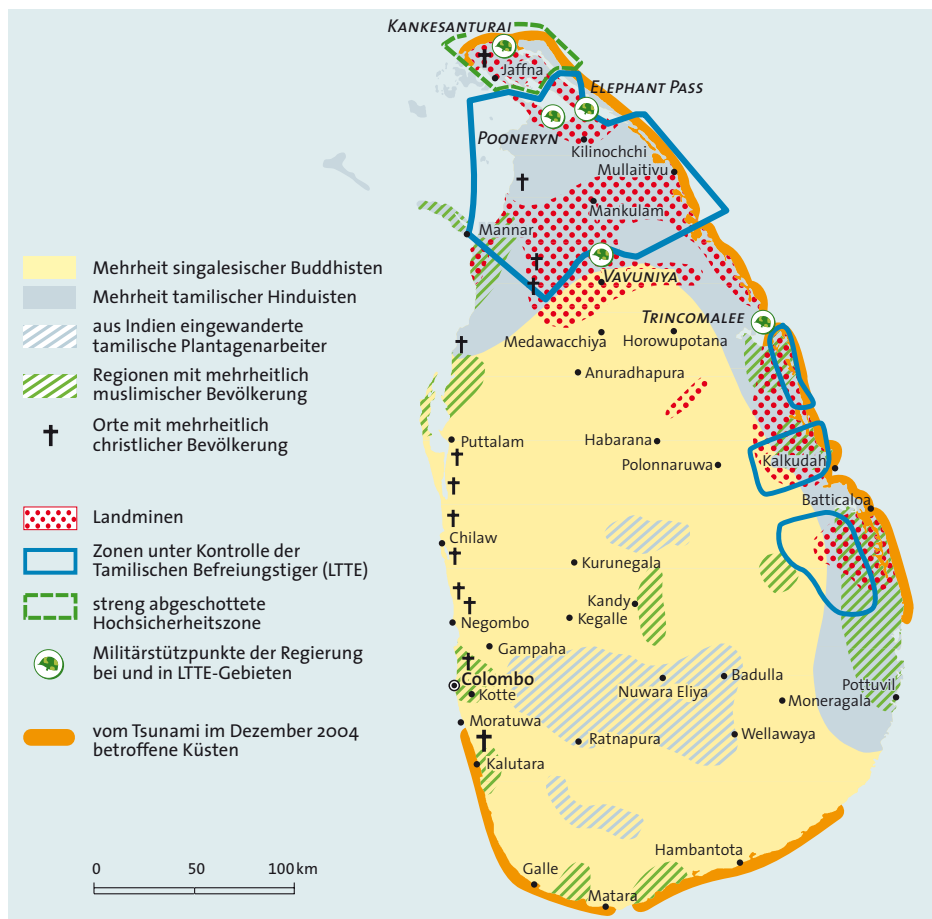 KANKESANTURAI
Jaffna
ELEPHANT PASS
POONERYN
Kilinochchi
Mullaitivu
Mankulam
Mannar
VAVUNIYA
TRINCOMALEE
Medawacchiya
Horowupotana
Anuradhapura
Puttalam
Habarana
Polonnaruwa
Kalkudah
Batticaloa
Chilaw
Kurunegala
Kandy
Kegalle
Negombo
Gampaha
Colombo
Kotte
Nuwara Eliya
Badulla
Moneragala
Pottuvil
Moratuwa
Ratnapura
Wellawaya
Kalutara
Hambantota
Galle
Matara
Mehrheit singalesischer Buddhisten
Mehrheit tamilischer Hinduisten
aus Indien eingewanderte
tamilische Plantagenarbeiter
Regionen mit mehrheitlich
muslimischer Bevölkerung
Orte mit mehrheitlich
christlicher Bevölkerung
Landminen
Zonen unter Kontrolle der
Tamilischen Befreiungstiger (LTTE)
streng abgeschottete
Hochsicherheitszone
Militärstützpunkte der Regierung
bei und in LTTE-Gebieten
vom Tsunami im Dezember 2004
betroffene Küsten
0 50 100 km